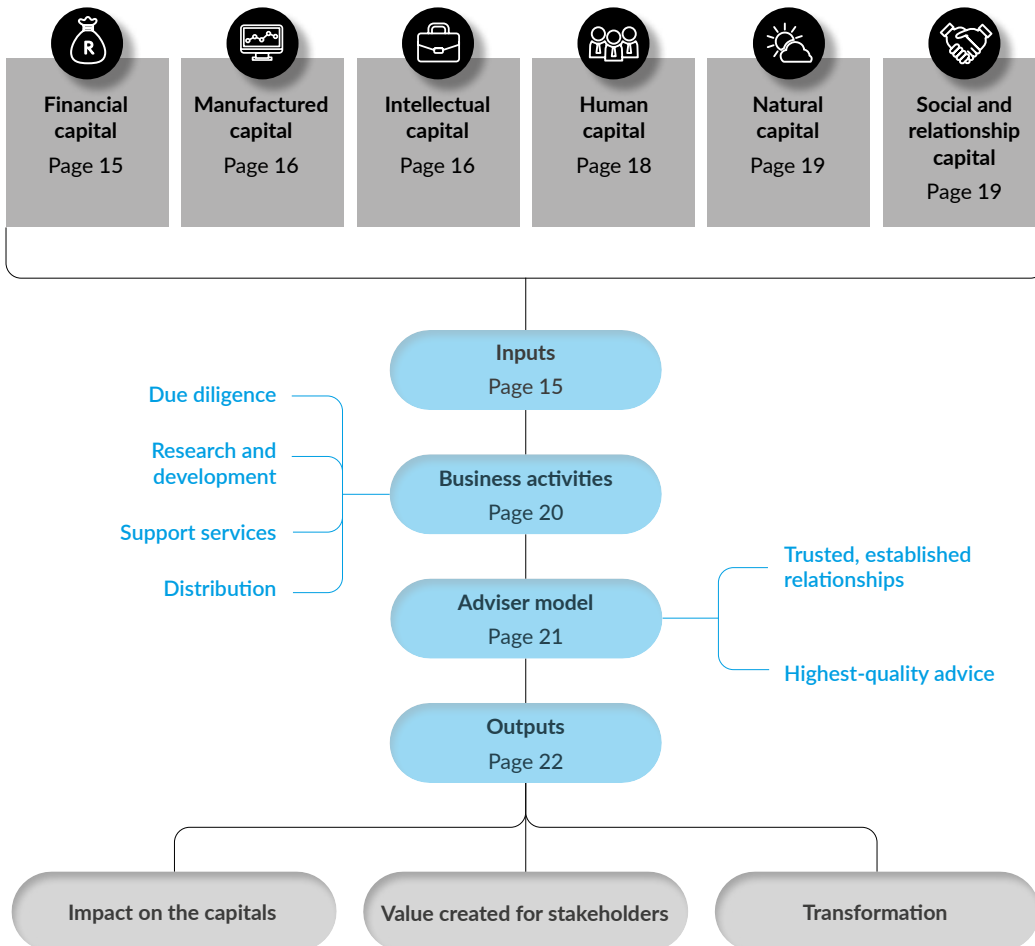 R
Financial
capital
Page 15
Manufactured
capital
Page 16
Intellectual
capital
Page 16
Human
capital
Page 18
Natural
capital
Page 19
Social and
relationship
capital
Page 19
Inputs
Page 15
Due diligence
Research and
development
Support services
Distribution
Business activities
Page 20
Adviser model
Page 21
Trusted, established
relationships
Highest-quality advice
Outputs
Page 22
Impact on the capitals
Value created for stakeholders
Transformation